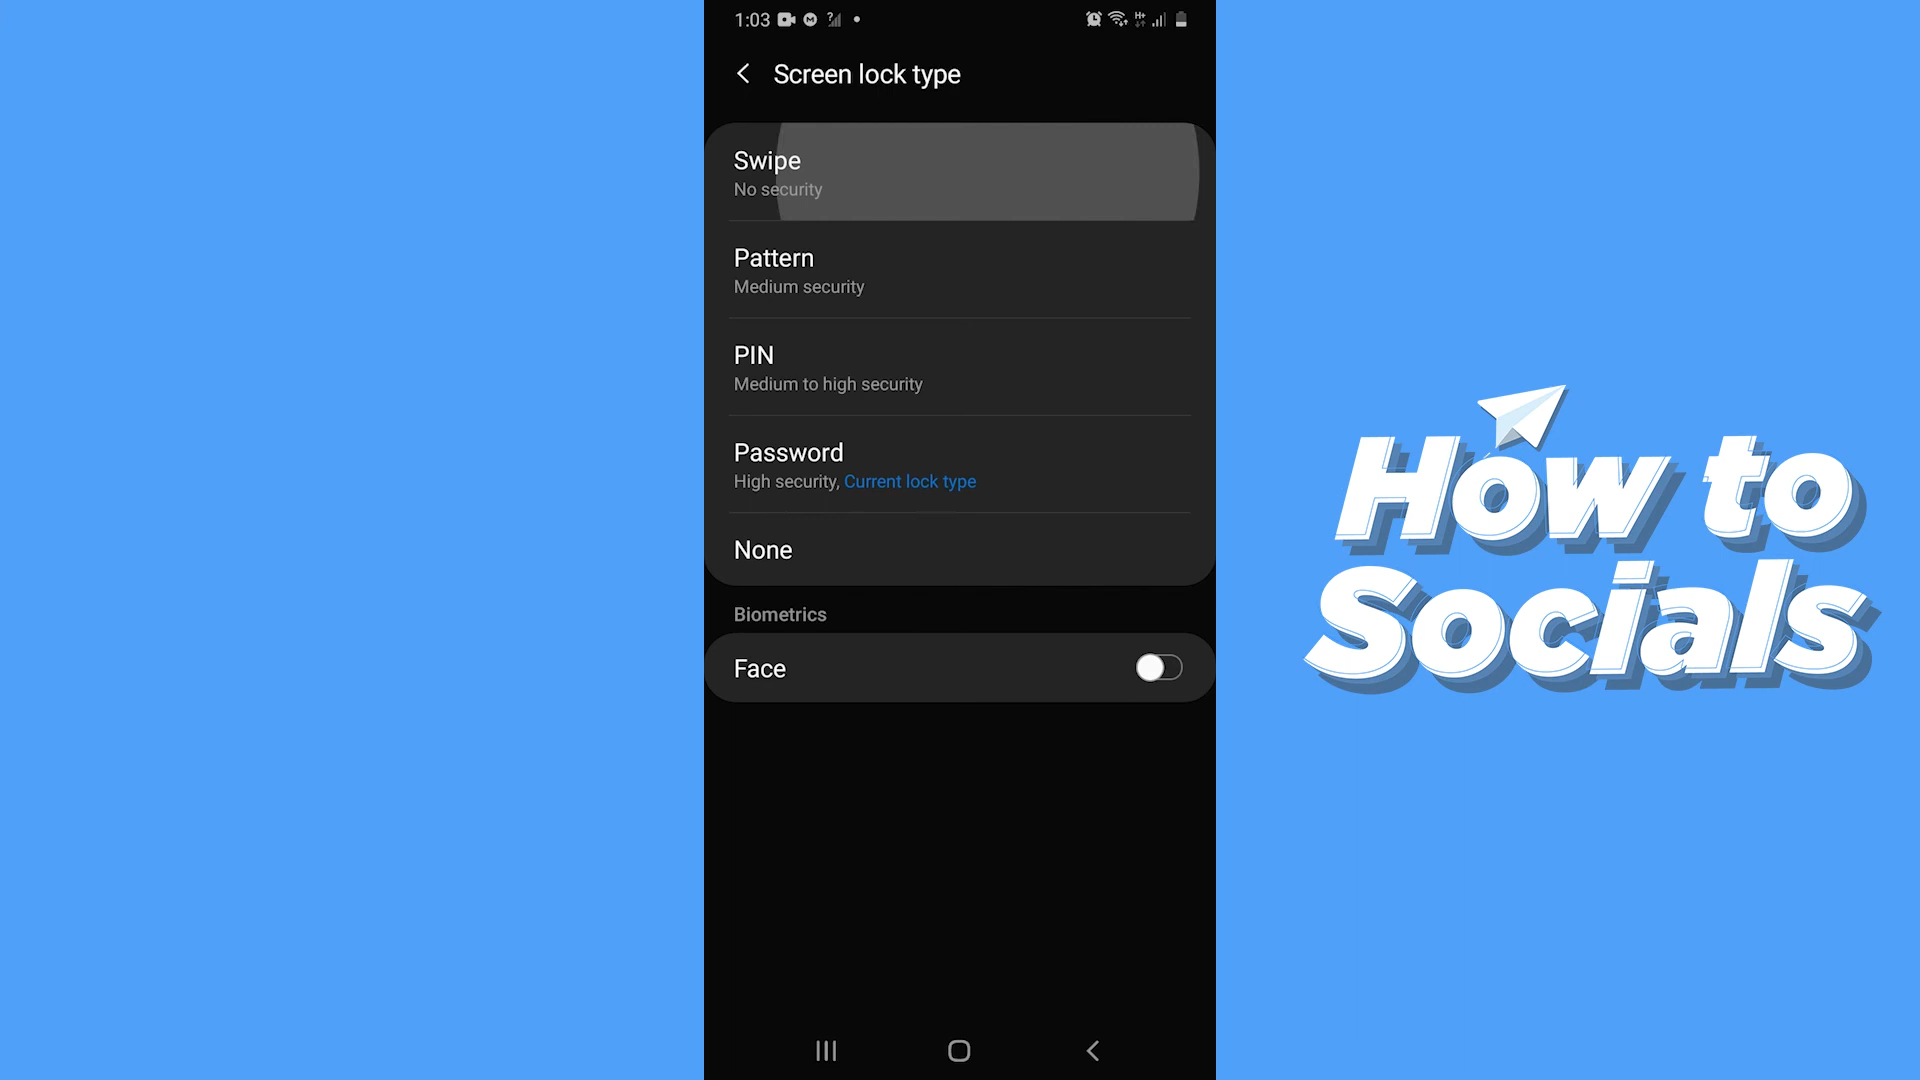 1:03
Screen lock type
Swipe
No security
Pattern
Medium security
PIN
Medium to high security
Password
High security, Current lock type
None
Biometrics
Face
How to
Socials